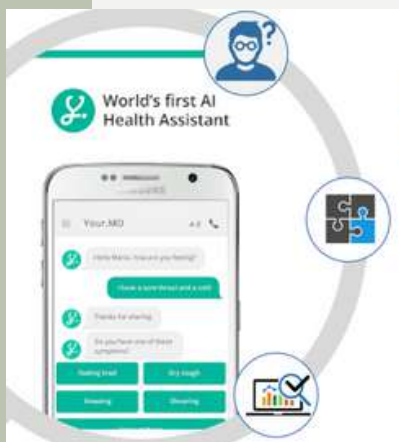 World's first AI
Health Assistant
SAMSUNG
Your.MD
Hello Maria, how are you feeling?
I have a sore throat and a cold
Thanks for sharing.
Do you have one of these
symptoms?
Feeling tired
Dry cough
Sneezing
Shivering